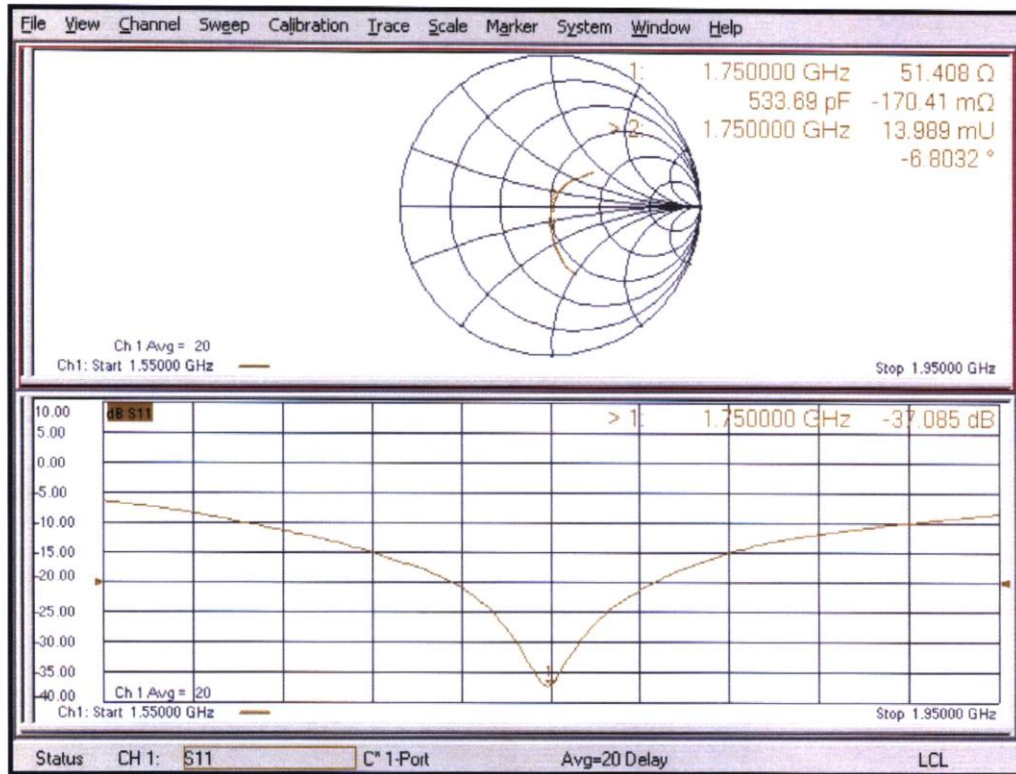 File View Channel Sweep Calibration Trace Scale Marker System Window Help
1: 1.750000 GHz 51.408 Ω
533.69 pF -170.41 mΩ
> 2: 1.750000 GHz 13.989 mU
-6.8032 °
Ch 1 Avg = 20
Ch1: Start 1.55000 GHz Stop 1.95000 GHz
10.00 dB S11 > 1: 1.750000 GHz -37.085 dB
5.00
0.00
-5.00
-10.00
-15.00
-20.00
-25.00
-30.00
-35.00 1
-40.00 Ch 1 Avg = 20
Ch1: Start 1.55000 GHz Stop 1.95000 GHz
Status CH 1: S11 C* 1-Port Avg=20 Delay LCL